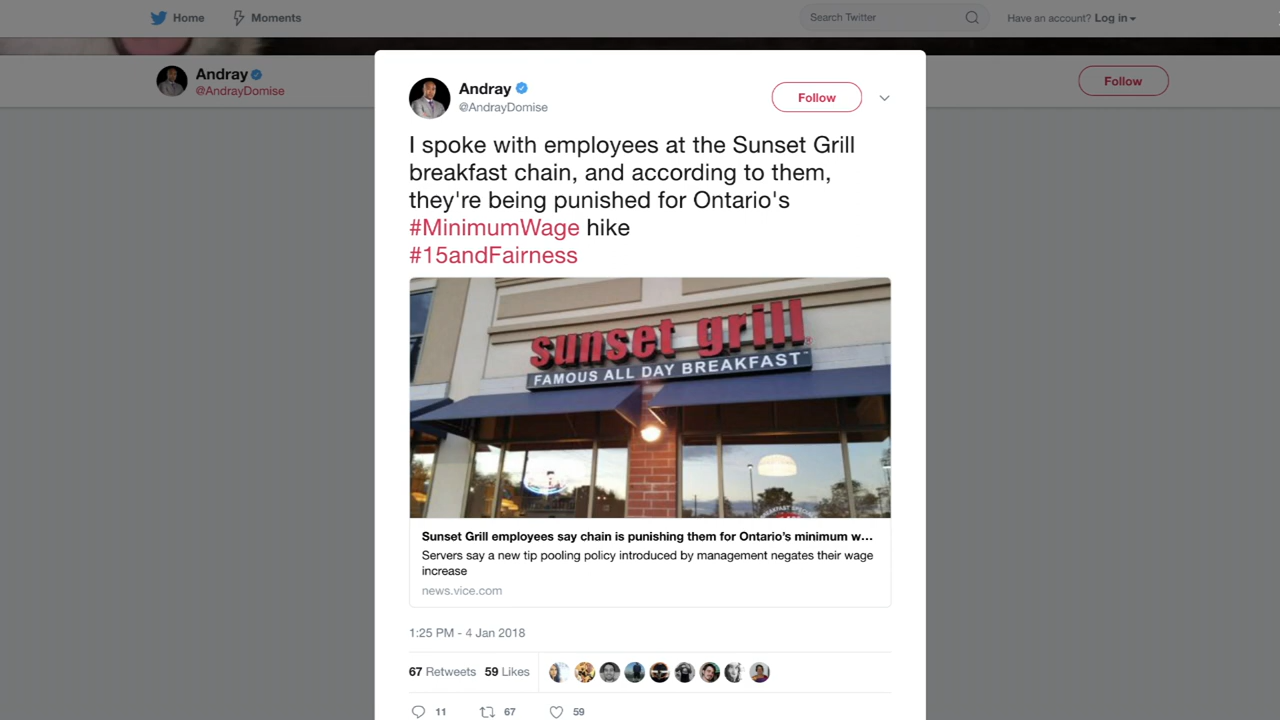 Home
Moments
Search Twitter
Have an account? Log in
Andray
@AndrayDomise
Follow
Andray
@AndrayDomise
Follow
I spoke with employees at the Sunset Grill
breakfast chain, and according to them,
they're being punished for Ontario's
#MinimumWage hike
#15andFairness
sunset grill
FAMOUS ALL DAY BREAKFAST
Sunset Grill employees say chain is punishing them for Ontario's minimum w...
Servers say a new tip pooling policy introduced by management negates their wage
increase
news.vice.com
1:25 PM - 4 Jan 2018
67 Retweets 59 Likes
11 67 59